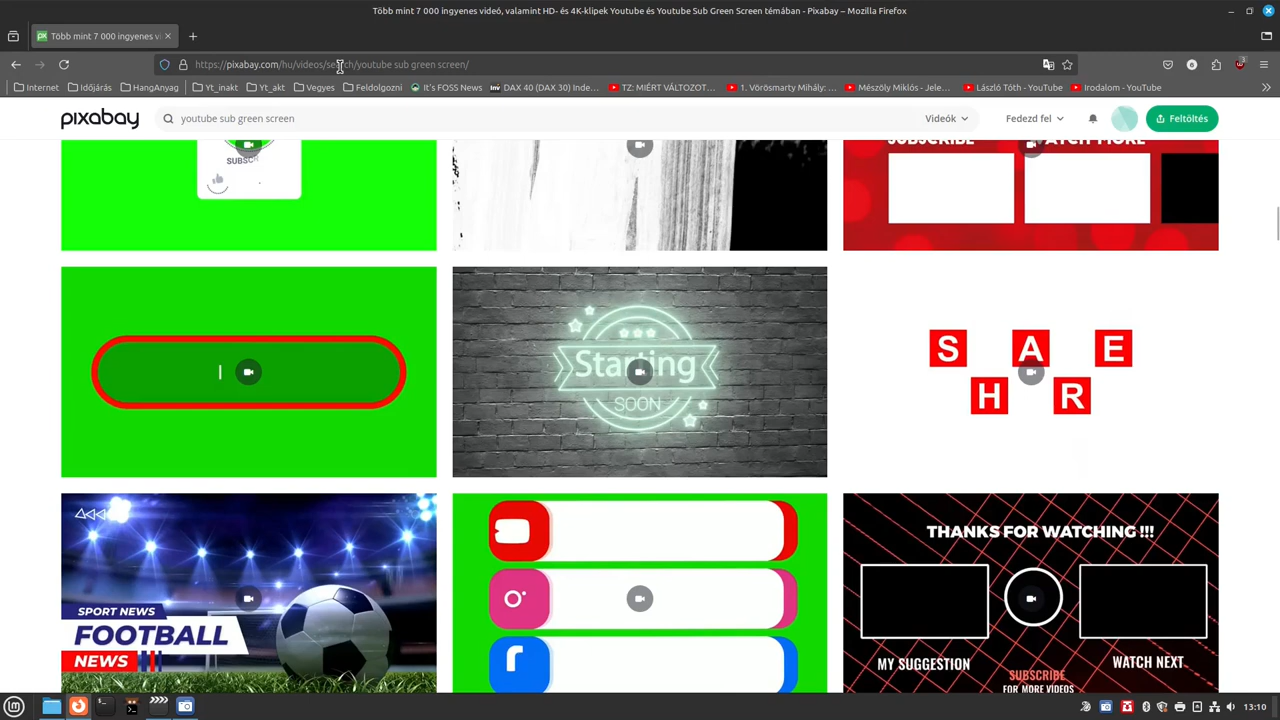 Több mint 7 000 ingyenes videó, valamint HD- és 4K-klipek Youtube és Youtube Sub Green Screen témában - Pixabay – Mozilla Firefox
px Több mint 7 000 ingyenes vi
https://pixabay.com/hu/videos/search/youtube sub green screen/
Internet Időjárás HangAnyag Yt_inakt Yt_akt Vegyes Feldolgozni It's FOSS News DAX 40 (DAX 30) Inde... TZ: MIÉRT VÁLTOZOT... 1. Vörösmarty Mihály: ... Mészöly Miklós - Jele... László Tóth - YouTube Irodalom - YouTube
pixabay youtube sub green screen Videók Fedezd fel Feltöltés
SUBSCRIBE WATCH MORE
SUBSCR
Starting
SOON
S A E
H R
SPORT NEWS
FOOTBALL
NEWS
THANKS FOR WATCHING !!!
MY SUGGESTION
SUBSCRIBE
FOR MORE VIDEOS
WATCH NEXT
13:10